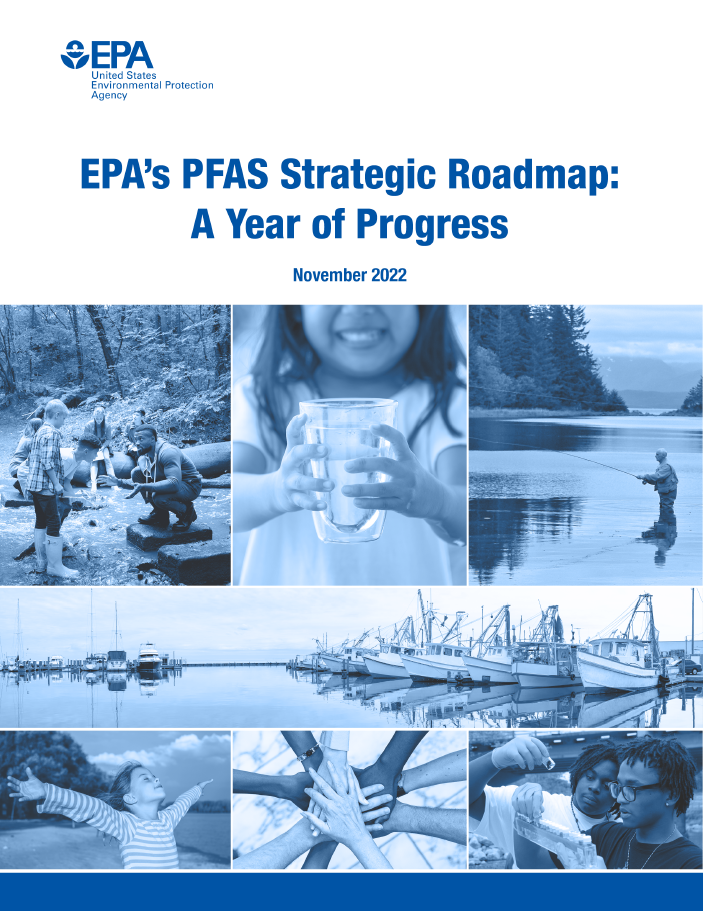 EPA
United States
Environmental Protection
Agency
EPA's PFAS Strategic Roadmap:
A Year of Progress
November 2022